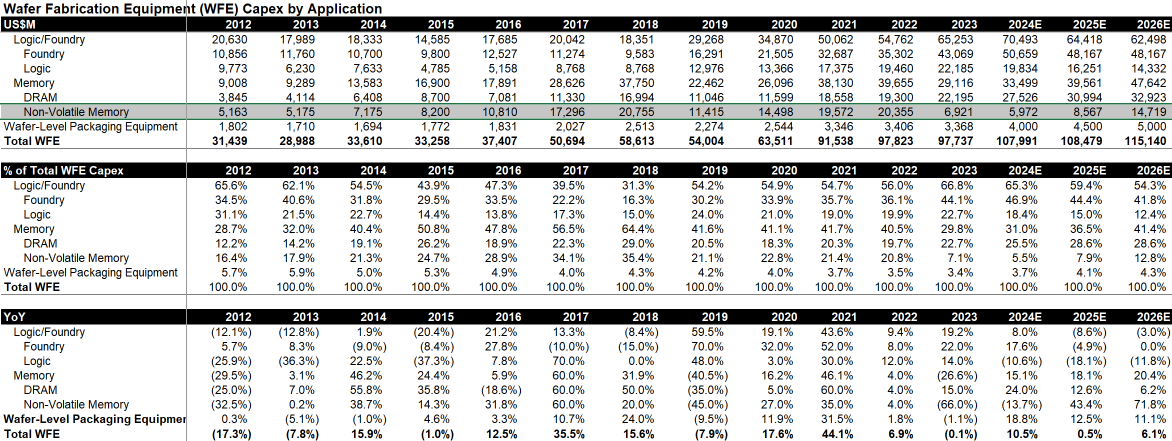 Wafer Fabrication Equipment (WFE) Capex by Application
US$M 2012 2013 2014 2015 2016 2017 2018 2019 2020 2021 2022 2023 2024E 2025E 2026E
Logic/Foundry 20,630 17,989 18,333 14,585 17,685 20,042 18,351 29,268 34,870 50,062 54,762 65,253 70,493 64,418 62,498
Foundry 10,856 11,760 10,700 9,800 12,527 11,274 9,583 16,291 21,505 32,687 35,302 43,069 50,659 48,167 48,167
Logic 9,773 6,230 7,633 4,785 5,158 8,768 8,768 12,976 13,366 17,375 19,460 22,185 19,834 16,251 14,332
Memory 9,008 9,289 13,583 16,900 17,891 28,626 37,750 22,462 26,096 38,130 39,655 29,116 33,499 39,561 47,642
DRAM 3,845 4,114 6,408 8,700 7,081 11,330 16,994 11,046 11,599 18,558 19,300 22,195 27,526 30,994 32,923
Non-Volatile Memory 5,163 5,175 7,175 8,200 10,810 17,296 20,755 11,415 14,498 19,572 20,355 6,921 5,972 8,567 14,719
Wafer-Level Packaging Equipment 1,802 1,710 1,694 1,772 1,831 2,027 2,513 2,274 2,544 3,346 3,406 3,368 4,000 4,500 5,000
Total WFE 31,439 28,988 33,610 33,258 37,407 50,694 58,613 54,004 63,511 91,538 97,823 97,737 107,991 108,479 115,140
% of Total WFE Capex 2012 2013 2014 2015 2016 2017 2018 2019 2020 2021 2022 2023 2024E 2025E 2026E
Logic/Foundry 65.6% 62.1% 54.5% 43.9% 47.3% 39.5% 31.3% 54.2% 54.9% 54.7% 56.0% 66.8% 65.3% 59.4% 54.3%
Foundry 34.5% 40.6% 31.8% 29.5% 33.5% 22.2% 16.3% 30.2% 33.9% 35.7% 36.1% 44.1% 46.9% 44.4% 41.8%
Logic 31.1% 21.5% 22.7% 14.4% 13.8% 17.3% 15.0% 24.0% 21.0% 19.0% 19.9% 22.7% 18.4% 15.0% 12.4%
Memory 28.7% 32.0% 40.4% 50.8% 47.8% 56.5% 64.4% 41.6% 41.1% 41.7% 40.5% 29.8% 31.0% 36.5% 41.4%
DRAM 12.2% 14.2% 19.1% 26.2% 18.9% 22.3% 29.0% 20.5% 18.3% 20.3% 19.7% 22.7% 25.5% 28.6% 28.6%
Non-Volatile Memory 16.4% 17.9% 21.3% 24.7% 28.9% 34.1% 35.4% 21.1% 22.8% 21.4% 20.8% 7.1% 5.5% 7.9% 12.8%
Wafer-Level Packaging Equipment 5.7% 5.9% 5.0% 5.3% 4.9% 4.0% 4.3% 4.2% 4.0% 3.7% 3.5% 3.4% 3.7% 4.1% 4.3%
Total WFE 100.0% 100.0% 100.0% 100.0% 100.0% 100.0% 100.0% 100.0% 100.0% 100.0% 100.0% 100.0% 100.0% 100.0% 100.0%
YoY 2012 2013 2014 2015 2016 2017 2018 2019 2020 2021 2022 2023 2024E 2025E 2026E
Logic/Foundry (12.1%) (12.8%) 1.9% (20.4%) 21.2% 13.3% (8.4%) 59.5% 19.1% 43.6% 9.4% 19.2% 8.0% (8.6%) (3.0%)
Foundry 5.7% 8.3% (9.0%) (8.4%) 27.8% (10.0%) (15.0%) 70.0% 32.0% 52.0% 8.0% 22.0% 17.6% (4.9%) 0.0%
Logic (25.9%) (36.3%) 22.5% (37.3%) 7.8% 70.0% 0.0% 48.0% 3.0% 30.0% 12.0% 14.0% (10.6%) (18.1%) (11.8%)
Memory (29.5%) 3.1% 46.2% 24.4% 5.9% 60.0% 31.9% (40.5%) 16.2% 46.1% 4.0% (26.6%) 15.1% 18.1% 20.4%
DRAM (25.0%) 7.0% 55.8% 35.8% (18.6%) 60.0% 50.0% (35.0%) 5.0% 60.0% 4.0% 15.0% 24.0% 12.6% 6.2%
Non-Volatile Memory (32.5%) 0.2% 38.7% 14.3% 31.8% 60.0% 20.0% (45.0%) 27.0% 35.0% 4.0% (66.0%) (13.7%) 43.4% 71.8%
Wafer-Level Packaging Equipmer 0.3% (5.1%) (1.0%) 4.6% 3.3% 10.7% 24.0% (9.5%) 11.9% 31.5% 1.8% (1.1%) 18.8% 12.5% 11.1%
Total WFE (17.3%) (7.8%) 15.9% (1.0%) 12.5% 35.5% 15.6% (7.9%) 17.6% 44.1% 6.9% (0.1%) 10.5% 0.5% 6.1%